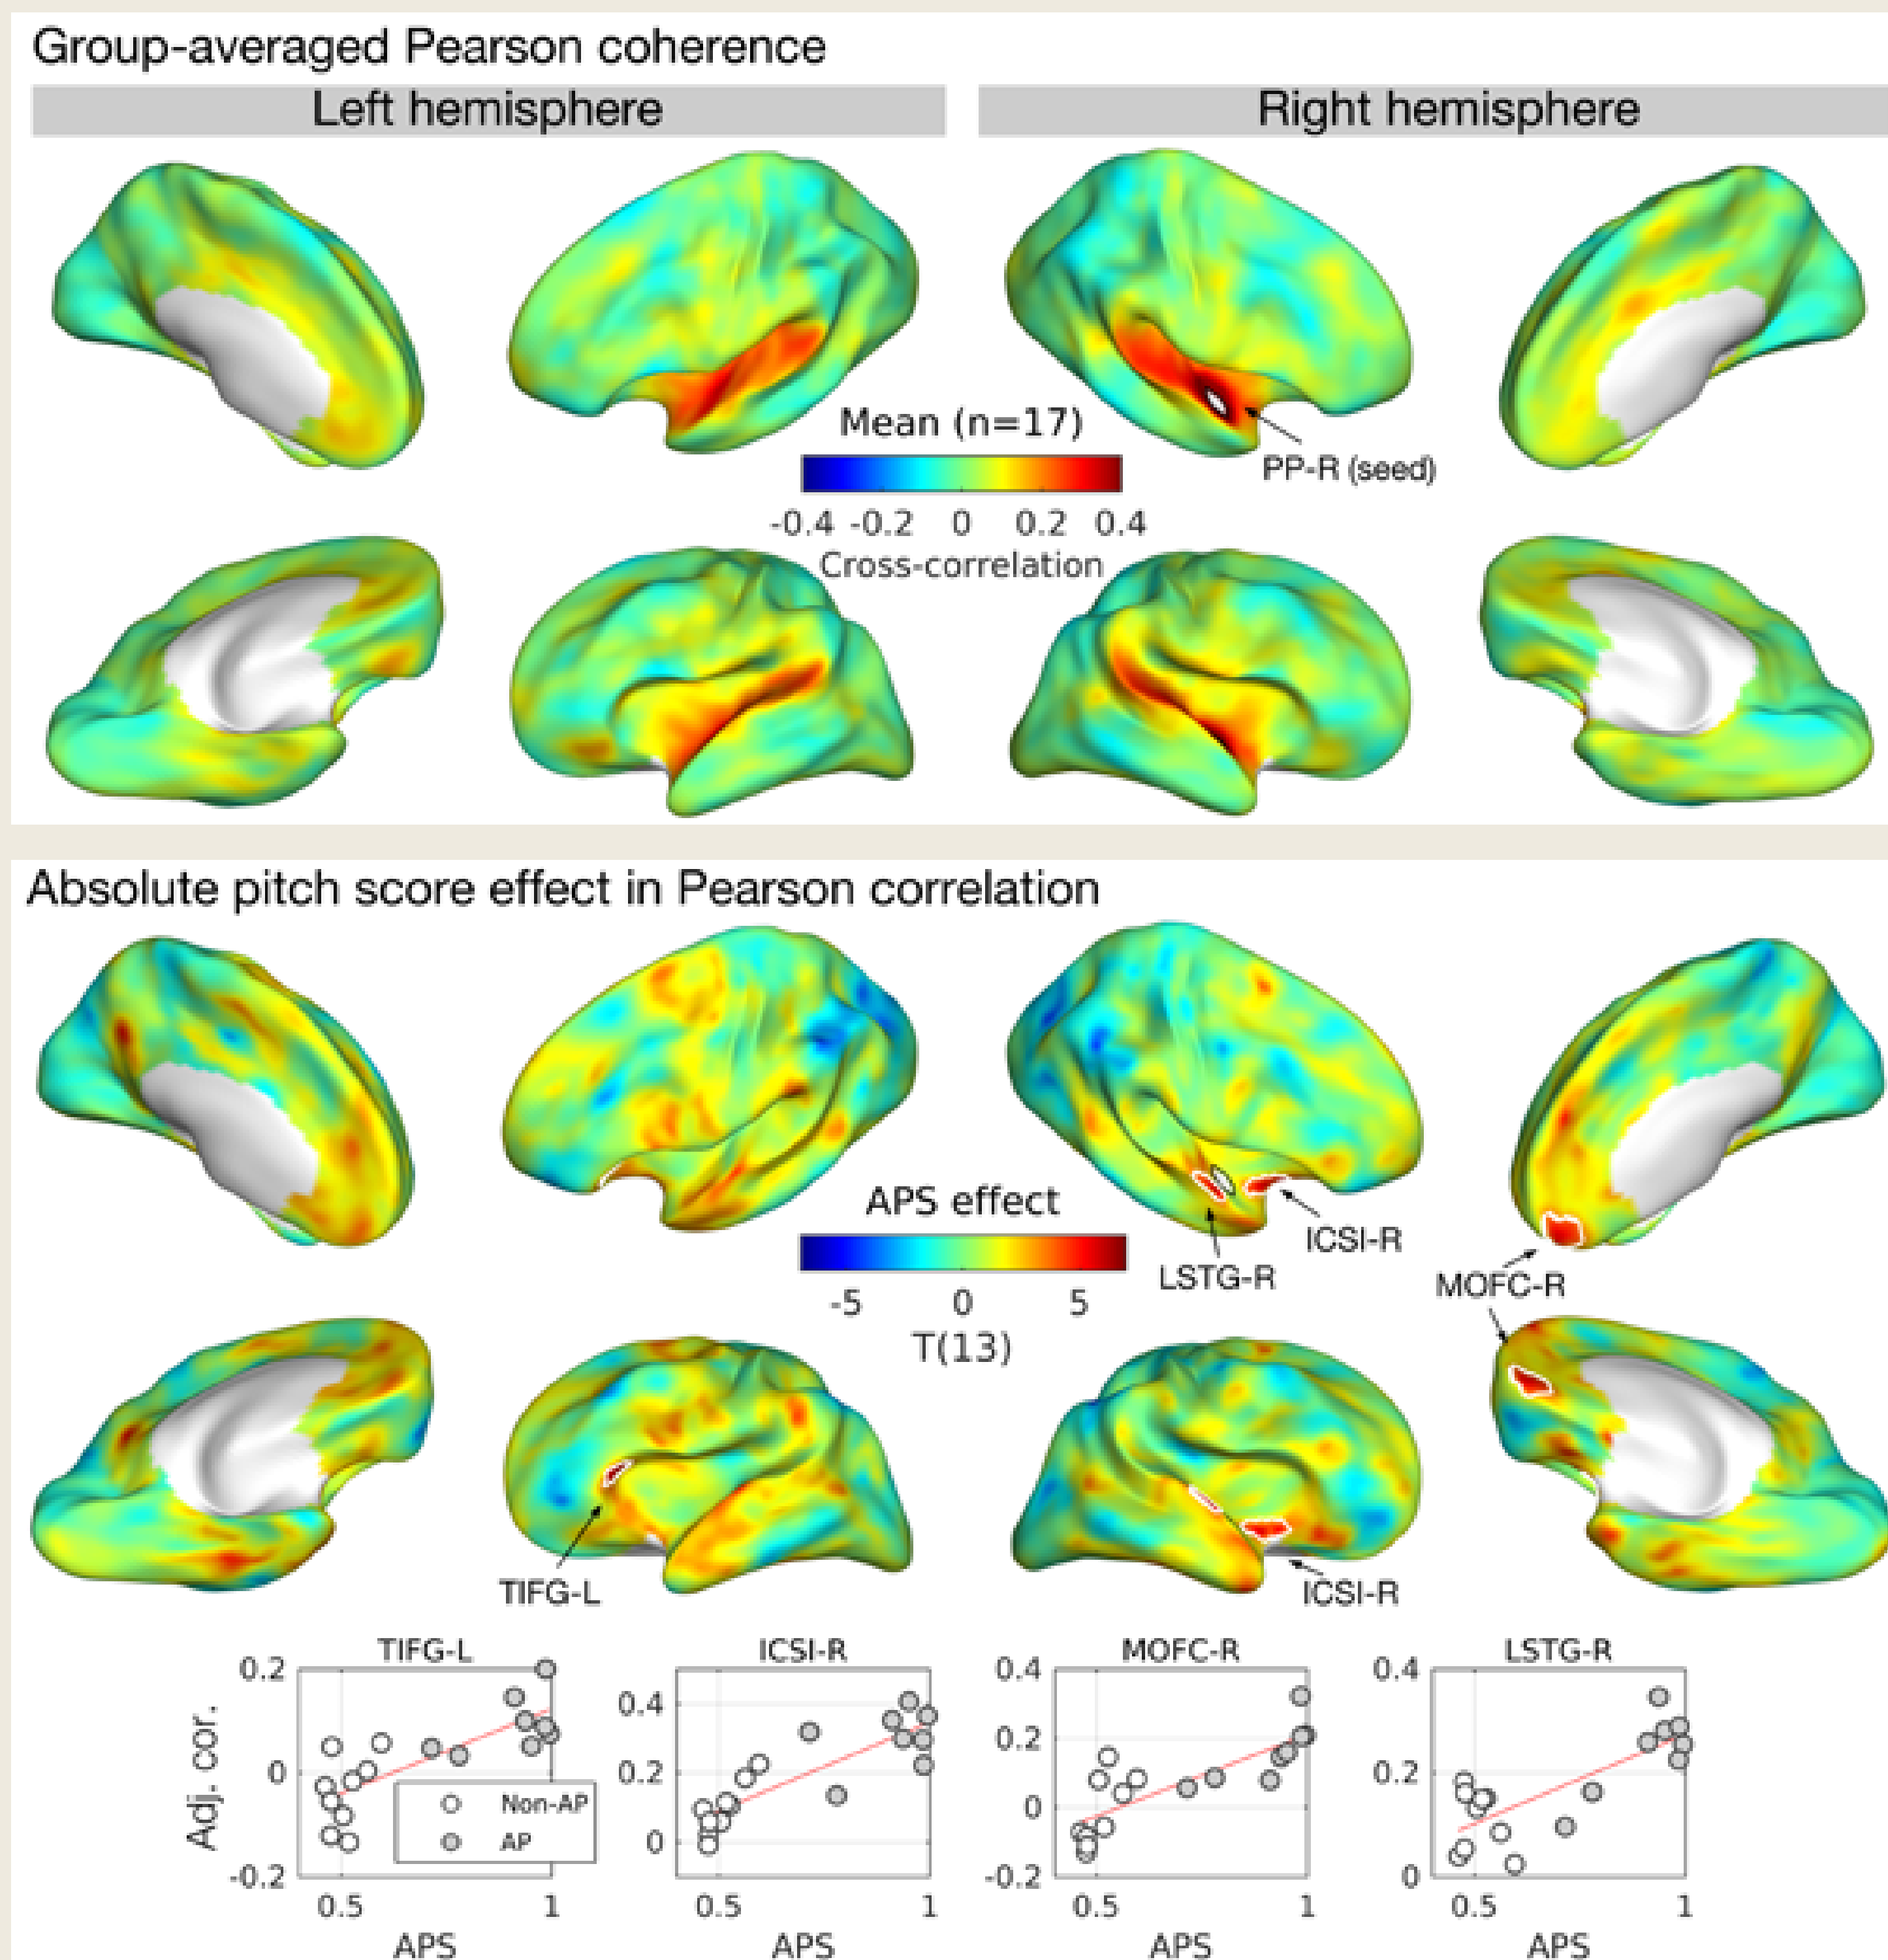 Group-averaged Pearson coherence
Left hemisphere
Right hemisphere
Mean (n=17)
PP-R (seed)
-0.4 -0.2 0 0.2 0.4
Cross-correlation
Absolute pitch score effect in Pearson correlation
APS effect
ICSI-R
LSTG-R
MOFC-R
-5 0 5
T(13)
TIFG-L
ICSI-R
TIFG-L
ICSI-R
MOFC-R
LSTG-R
Adj. cor.
0.2
0
-0.2
Non-AP
AP
0.5 1
APS
0.4
0.2
0
0.5 1
APS
0.4
0.2
0
-0.2
0.5 1
APS
0.4
0.2
0
0.5 1
APS